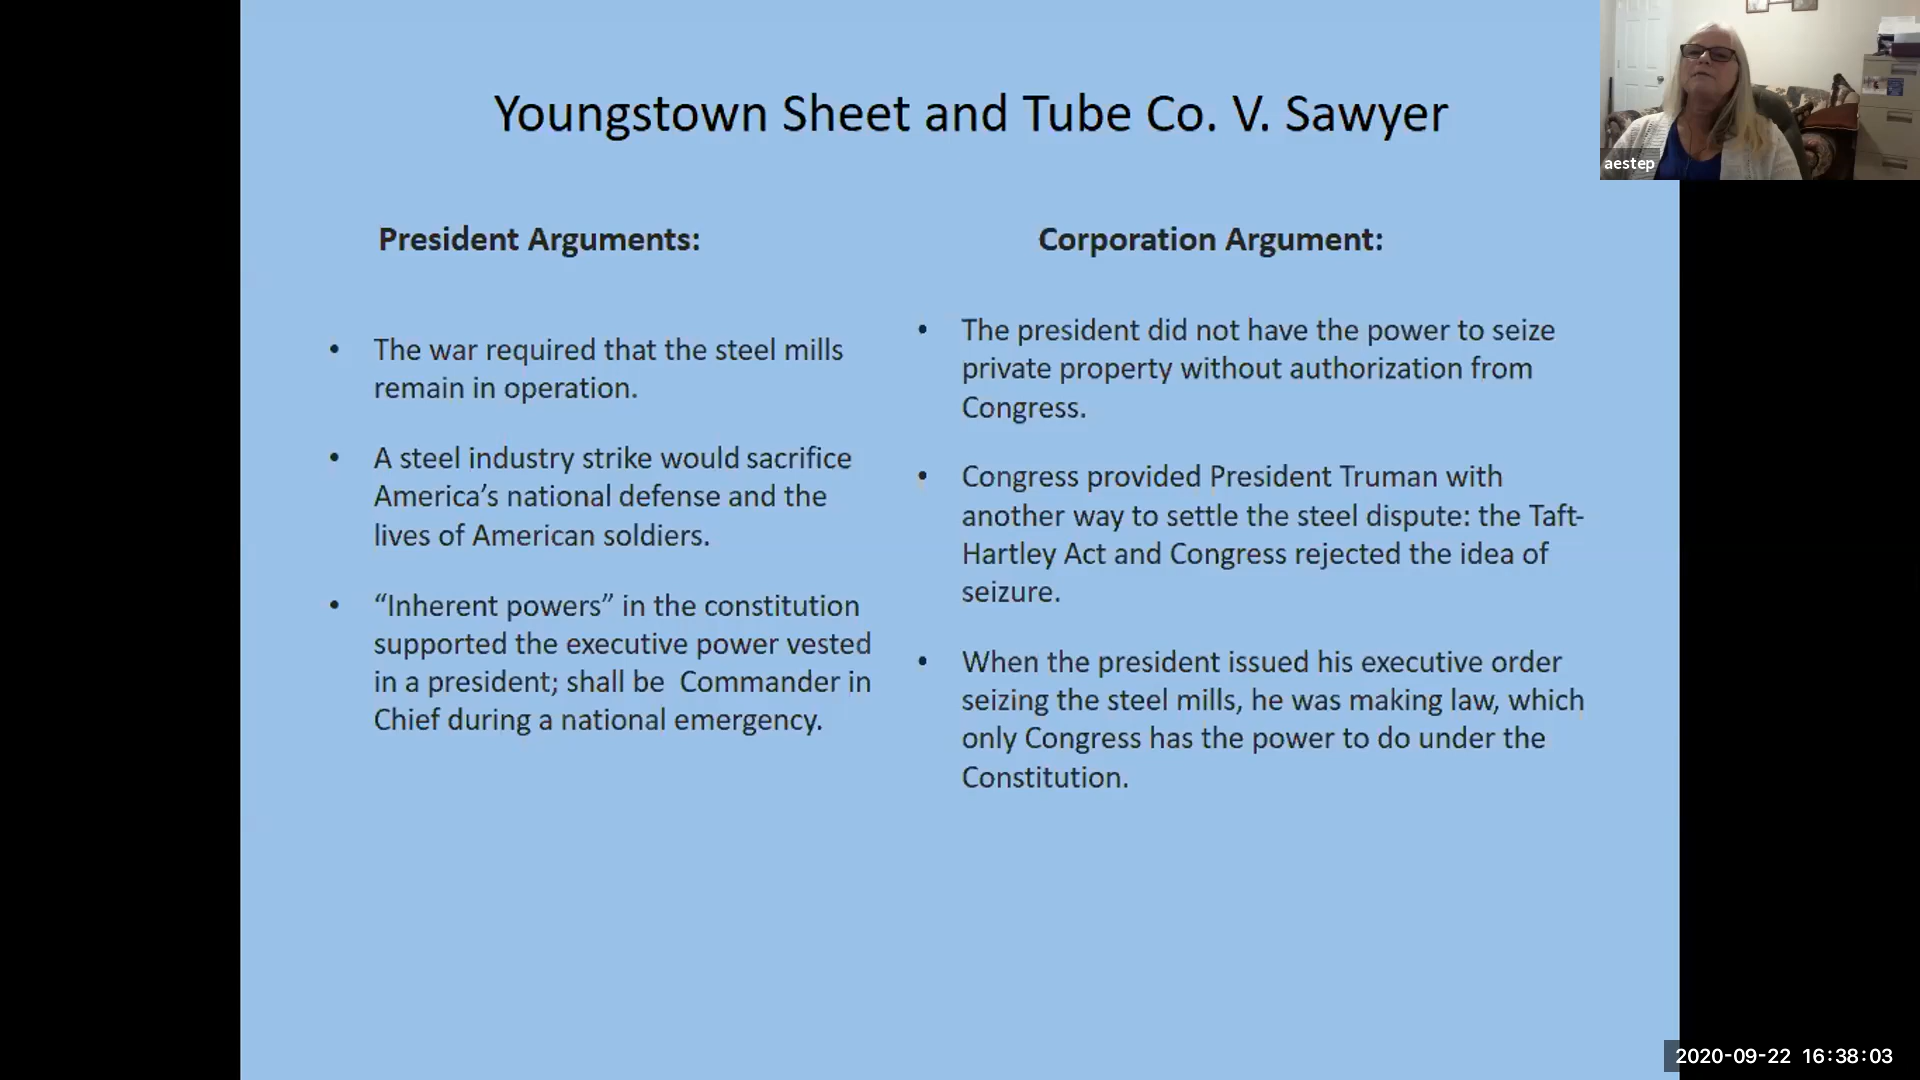 Youngstown Sheet and Tube Co. V. Sawyer
aestep
President Arguments:
• The war required that the steel mills
remain in operation.
• A steel industry strike would sacrifice
America’s national defense and the
lives of American soldiers.
• “Inherent powers” in the constitution
supported the executive power vested
in a president; shall be  Commander in
Chief during a national emergency.
Corporation Argument:
• The president did not have the power to seize
private property without authorization from
Congress.
• Congress provided President Truman with
another way to settle the steel dispute: the Taft-
Hartley Act and Congress rejected the idea of
seizure.
• When the president issued his executive order
seizing the steel mills, he was making law, which
only Congress has the power to do under the
Constitution.
2020-09-22 16:38:03